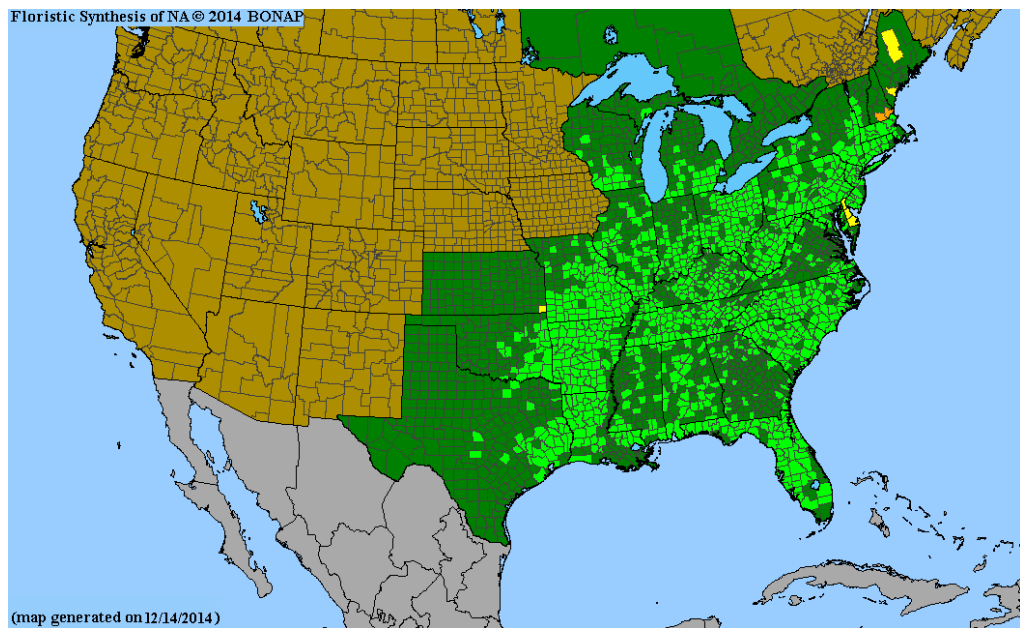 Floristic Synthesis of NA © 2014 BONAP
(map generated on 12/14/2014)